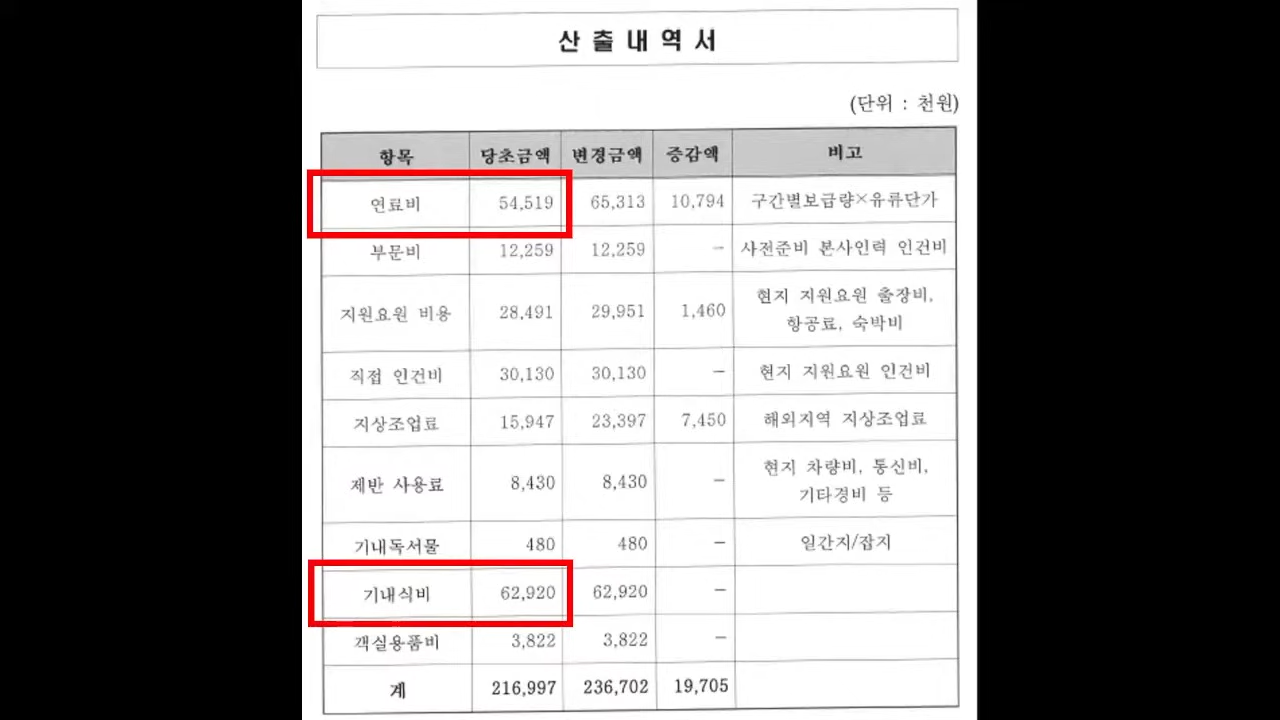 산출내역서
(단위 : 천원)
항목 당초금액 변경금액 증감액 비고
연료비 54,519 65,313 10,794 구간별보급량×유류단가
부문비 12,259 12,259 - 사전준비 본사인력 인건비
지원요원 비용 28,491 29,951 1,460 현지 지원요원 출장비,
항공료, 숙박비
직접 인건비 30,130 30,130 - 현지 지원요원 인건비
지상조업료 15,947 23,397 7,450 해외지역 지상조업료
제반 사용료 8,430 8,430 - 현지 차량비, 통신비,
기타경비 등
기내독서물 480 480 - 일간지/잡지
기내식비 62,920 62,920 -
객실용품비 3,822 3,822 -
계 216,997 236,702 19,705